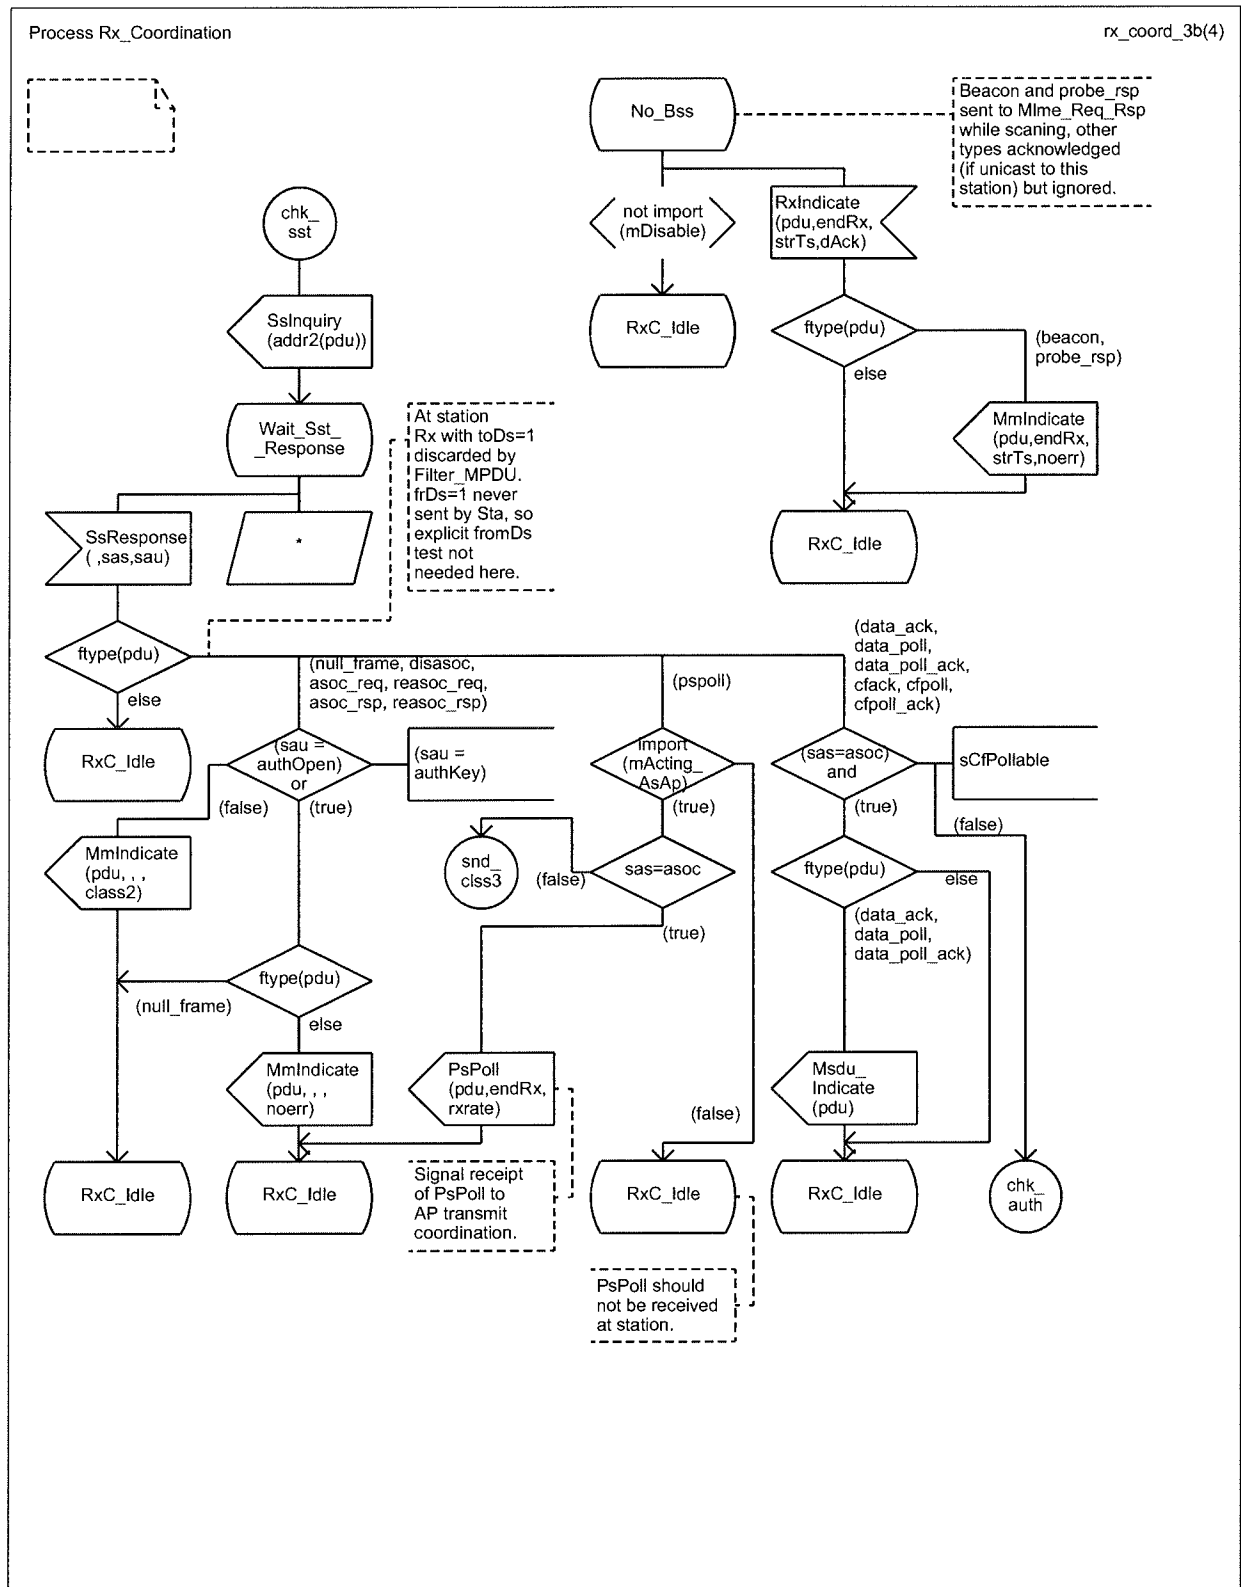 Process Rx_Coordination
rx_coord_3b(4)
No_Bss
Beacon and probe_rsp
sent to Mlme_Req_Rsp
while scaning, other
types acknowledged
(if unicast to this
station) but ignored.
chk_
sst
not import
(mDisable)
RxIndicate
(pdu,endRx,
strTs,dAck)
SsInquiry
(addr2(pdu))
RxC_Idle
ftype(pdu)
(beacon,
probe_rsp)
else
Wait_Sst_
_Response
At station
Rx with toDs=1
discarded by
Filter_MPDU.
frDs=1 never
sent by Sta, so
explicit fromDs
test not
needed here.
MmIndicate
(pdu,endRx,
strTs,noerr)
SsResponse
( ,sas,sau)
*
RxC_Idle
ftype(pdu)
else
(null_frame, disasoc,
asoc_req, reasoc_req,
asoc_rsp, reasoc_rsp)
(pspoll)
(data_ack,
data_poll,
data_poll_ack,
cfack, cfpoll,
cfpoll_ack)
RxC_Idle
(sau =
authOpen)
or
(sau =
authKey)
import
(mActing_
AsAp)
(sas=asoc)
and
sCfPollable
(false)
(true)
(true)
(true)
(false)
MmIndicate
(pdu, , ,
class2)
snd_
clss3
(false)
sas=asoc
ftype(pdu)
else
(true)
(data_ack,
data_poll,
data_poll_ack)
ftype(pdu)
(null_frame)
else
MmIndicate
(pdu, , ,
noerr)
PsPoll
(pdu,endRx,
rxrate)
(false)
Msdu_
_Indicate
(pdu)
RxC_Idle
RxC_Idle
Signal receipt
of PsPoll to
AP transmit
coordination.
RxC_Idle
RxC_Idle
chk_
auth
PsPoll should
not be received
at station.